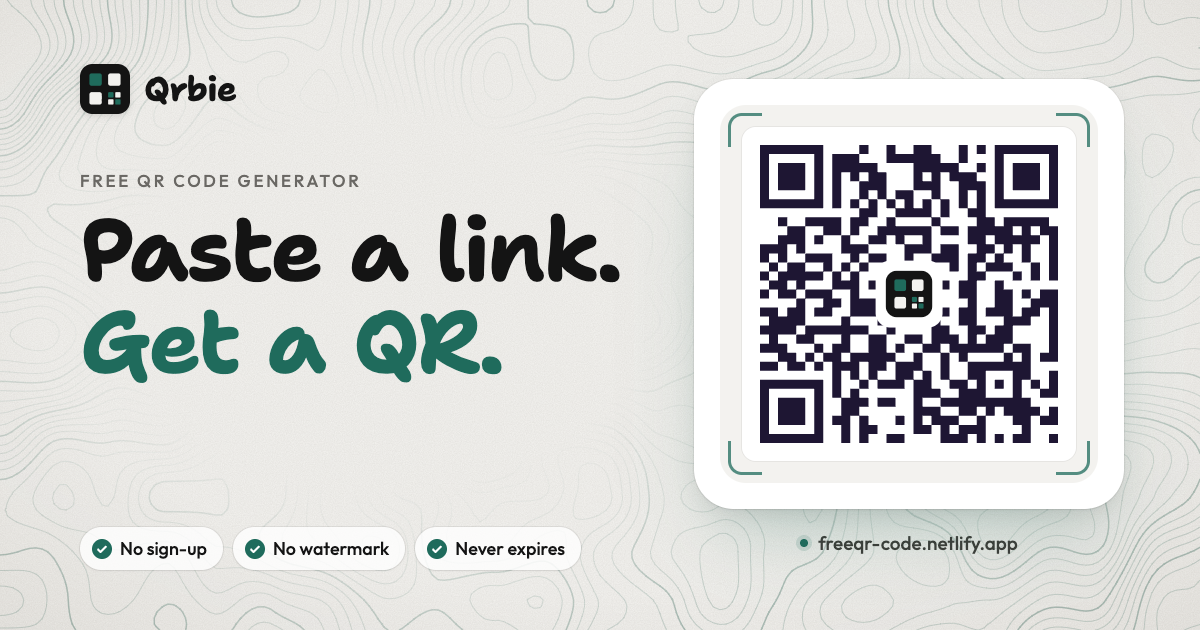 Qrbie
FREE QR CODE GENERATOR
Paste a link.
Get a QR.
No sign-up
No watermark
Never expires
freeqr-code.netlify.app